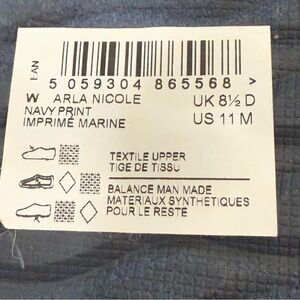 EAN
5 059304 865568 >
W ARLA NICOLE UK 8½ D
NAVY PRINT US 11 M
IMPRIMÉ MARINE
TEXTILE UPPER
TIGE DE TISSU
BALANCE MAN MADE
MATERIAUX SYNTHETIQUES
POUR LE RESTE